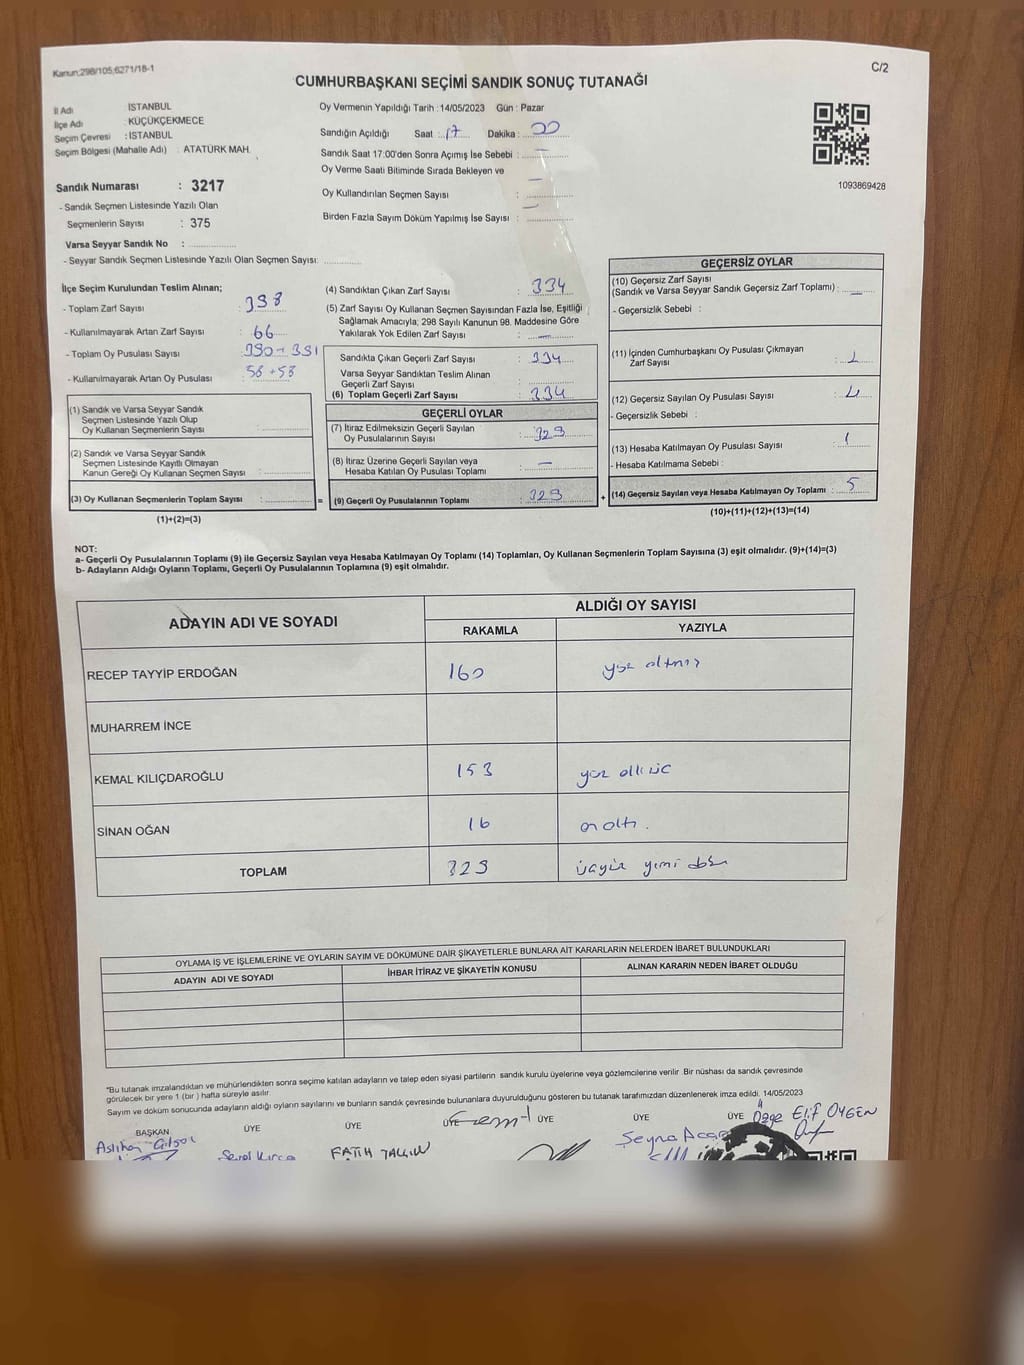 Kanun;298/105;6271/18-1
C/2
CUMHURBAŞKANI SEÇİMİ SANDIK SONUÇ TUTANAĞI
İl Adı İSTANBUL
İlçe Adı : KÜÇÜKÇEKMECE
Seçim Çevresi : İSTANBUL
Seçim Bölgesi (Mahalle Adı) : ATATÜRK MAH.
Sandık Numarası : 3217
- Sandık Seçmen Listesinde Yazılı Olan
Seçmenlerin Sayısı : 375
Varsa Seyyar Sandık No :
- Seyyar Sandık Seçmen Listesinde Yazılı Olan Seçmen Sayısı:
Oy Vermenin Yapıldığı Tarih : 14/05/2023 Gün : Pazar
Sandığın Açıldığı Saat : 17 Dakika : 00
Sandık Saat 17:00'den Sonra Açımış İse Sebebi : —
Oy Verme Saati Bitiminde Sırada Bekleyen ve
Oy Kullandırılan Seçmen Sayısı : —
Birden Fazla Sayım Döküm Yapılmış İse Sayısı : —
1093869428
İlçe Seçim Kurulundan Teslim Alınan;
- Toplam Zarf Sayısı : 398
- Kullanılmayarak Artan Zarf Sayısı : 66
- Toplam Oy Pusulası Sayısı : 390 - 391
- Kullanılmayarak Artan Oy Pusulası : 58 + 58
(1) Sandık ve Varsa Seyyar Sandık
Seçmen Listesinde Yazılı Olup
Oy Kullanan Seçmenlerin Sayısı :
(2) Sandık ve Varsa Seyyar Sandık
Seçmen Listesinde Kayıtlı Olmayan
Kanun Gereği Oy Kullanan Seçmen Sayısı :
(3) Oy Kullanan Seçmenlerin Toplam Sayısı : =
(1)+(2)=(3)
(4) Sandıktan Çıkan Zarf Sayısı : 334
(5) Zarf Sayısı Oy Kullanan Seçmen Sayısından Fazla İse, Eşitliği
Sağlamak Amacıyla; 298 Sayılı Kanunun 98. Maddesine Göre
Yakılarak Yok Edilen Zarf Sayısı : —
Sandıkta Çıkan Geçerli Zarf Sayısı : 334
Varsa Seyyar Sandıktan Teslim Alınan
Geçerli Zarf Sayısı :
(6) Toplam Geçerli Zarf Sayısı : 334
GEÇERLİ OYLAR
(7) İtiraz Edilmeksizin Geçerli Sayılan
Oy Pusulalarının Sayısı : 329
(8) İtiraz Üzerine Geçerli Sayılan veya
Hesaba Katılan Oy Pusulası Toplamı : —
(9) Geçerli Oy Pusulalarının Toplamı : 329 +
GEÇERSİZ OYLAR
(10) Geçersiz Zarf Sayısı
(Sandık ve Varsa Seyyar Sandık Geçersiz Zarf Toplamı) : —
- Geçersizlik Sebebi :
(11) İçinden Cumhurbaşkanı Oy Pusulası Çıkmayan
Zarf Sayısı :
(12) Geçersiz Sayılan Oy Pusulası Sayısı : 4
- Geçersizlik Sebebi :
(13) Hesaba Katılmayan Oy Pusulası Sayısı : 1
- Hesaba Katılmama Sebebi :
(14) Geçersiz Sayılan veya Hesaba Katılmayan Oy Toplamı : 5
(10)+(11)+(12)+(13)=(14)
NOT:
a- Geçerli Oy Pusulalarının Toplamı (9) ile Geçersiz Sayılan veya Hesaba Katılmayan Oy Toplamı (14) Toplamları, Oy Kullanan Seçmenlerin Toplam Sayısına (3) eşit olmalıdır. (9)+(14)=(3)
b- Adayların Aldığı Oyların Toplamı, Geçerli Oy Pusulalarının Toplamına (9) eşit olmalıdır.
ADAYIN ADI VE SOYADI ALDIĞI OY SAYISI
RAKAMLA YAZIYLA
RECEP TAYYİP ERDOĞAN 160 yüz altmış
MUHARREM İNCE
KEMAL KILIÇDAROĞLU 153 yüz elli üç
SİNAN OĞAN 16 on altı.
TOPLAM 329 üçyüz yirmi dokuz
OYLAMA İŞ VE İŞLEMLERİNE VE OYLARIN SAYIM VE DÖKÜMÜNE DAİR ŞİKAYETLERLE BUNLARA AİT KARARLARIN NELERDEN İBARET BULUNDUKLARI
ADAYIN ADI VE SOYADI İHBAR İTİRAZ VE ŞİKAYETİN KONUSU ALINAN KARARIN NEDEN İBARET OLDUĞU
*Bu tutanak imzalandıktan ve mühürlendikten sonra seçime katılan adayların ve talep eden siyasi partilerin sandık kurulu üyelerine veya gözlemcilerine verilir .Bir nüshası da sandık çevresinde
görülecek bir yere 1 (bir ) hafta süreyle asılır.
Sayım ve döküm sonucunda adayların aldığı oyların sayılarını ve bunların sandık çevresinde bulunanlara duyurulduğunu gösteren bu tutanak tarafımızdan düzenlenerek imza edildi. 14/05/2023
BAŞKAN ÜYE ÜYE ÜYE ÜYE ÜYE ÜYE
Aslıhan FATİH YALÇIN Şeyma Acar Özge Elif OYGEN